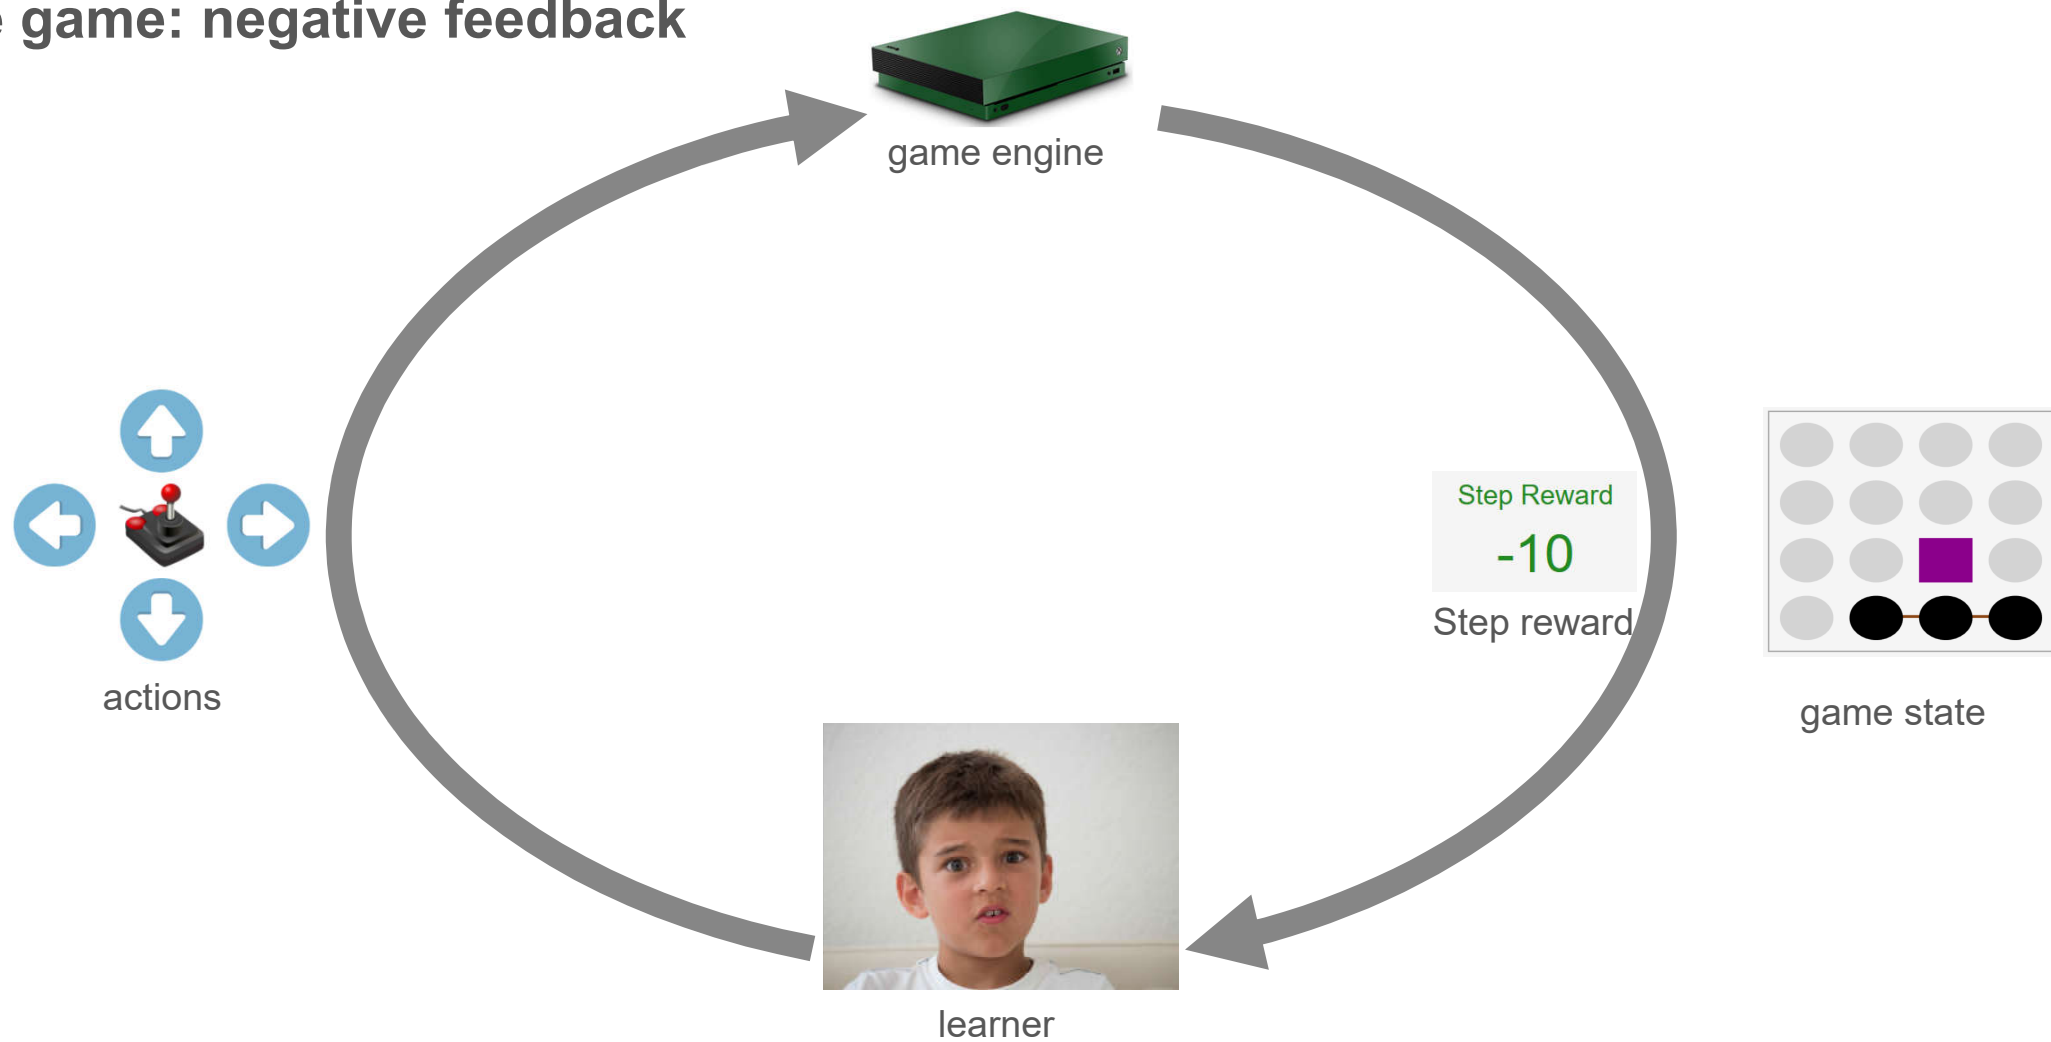 game: negative feedback
game engine
Step Reward
-10
Step reward
actions
game state
learner